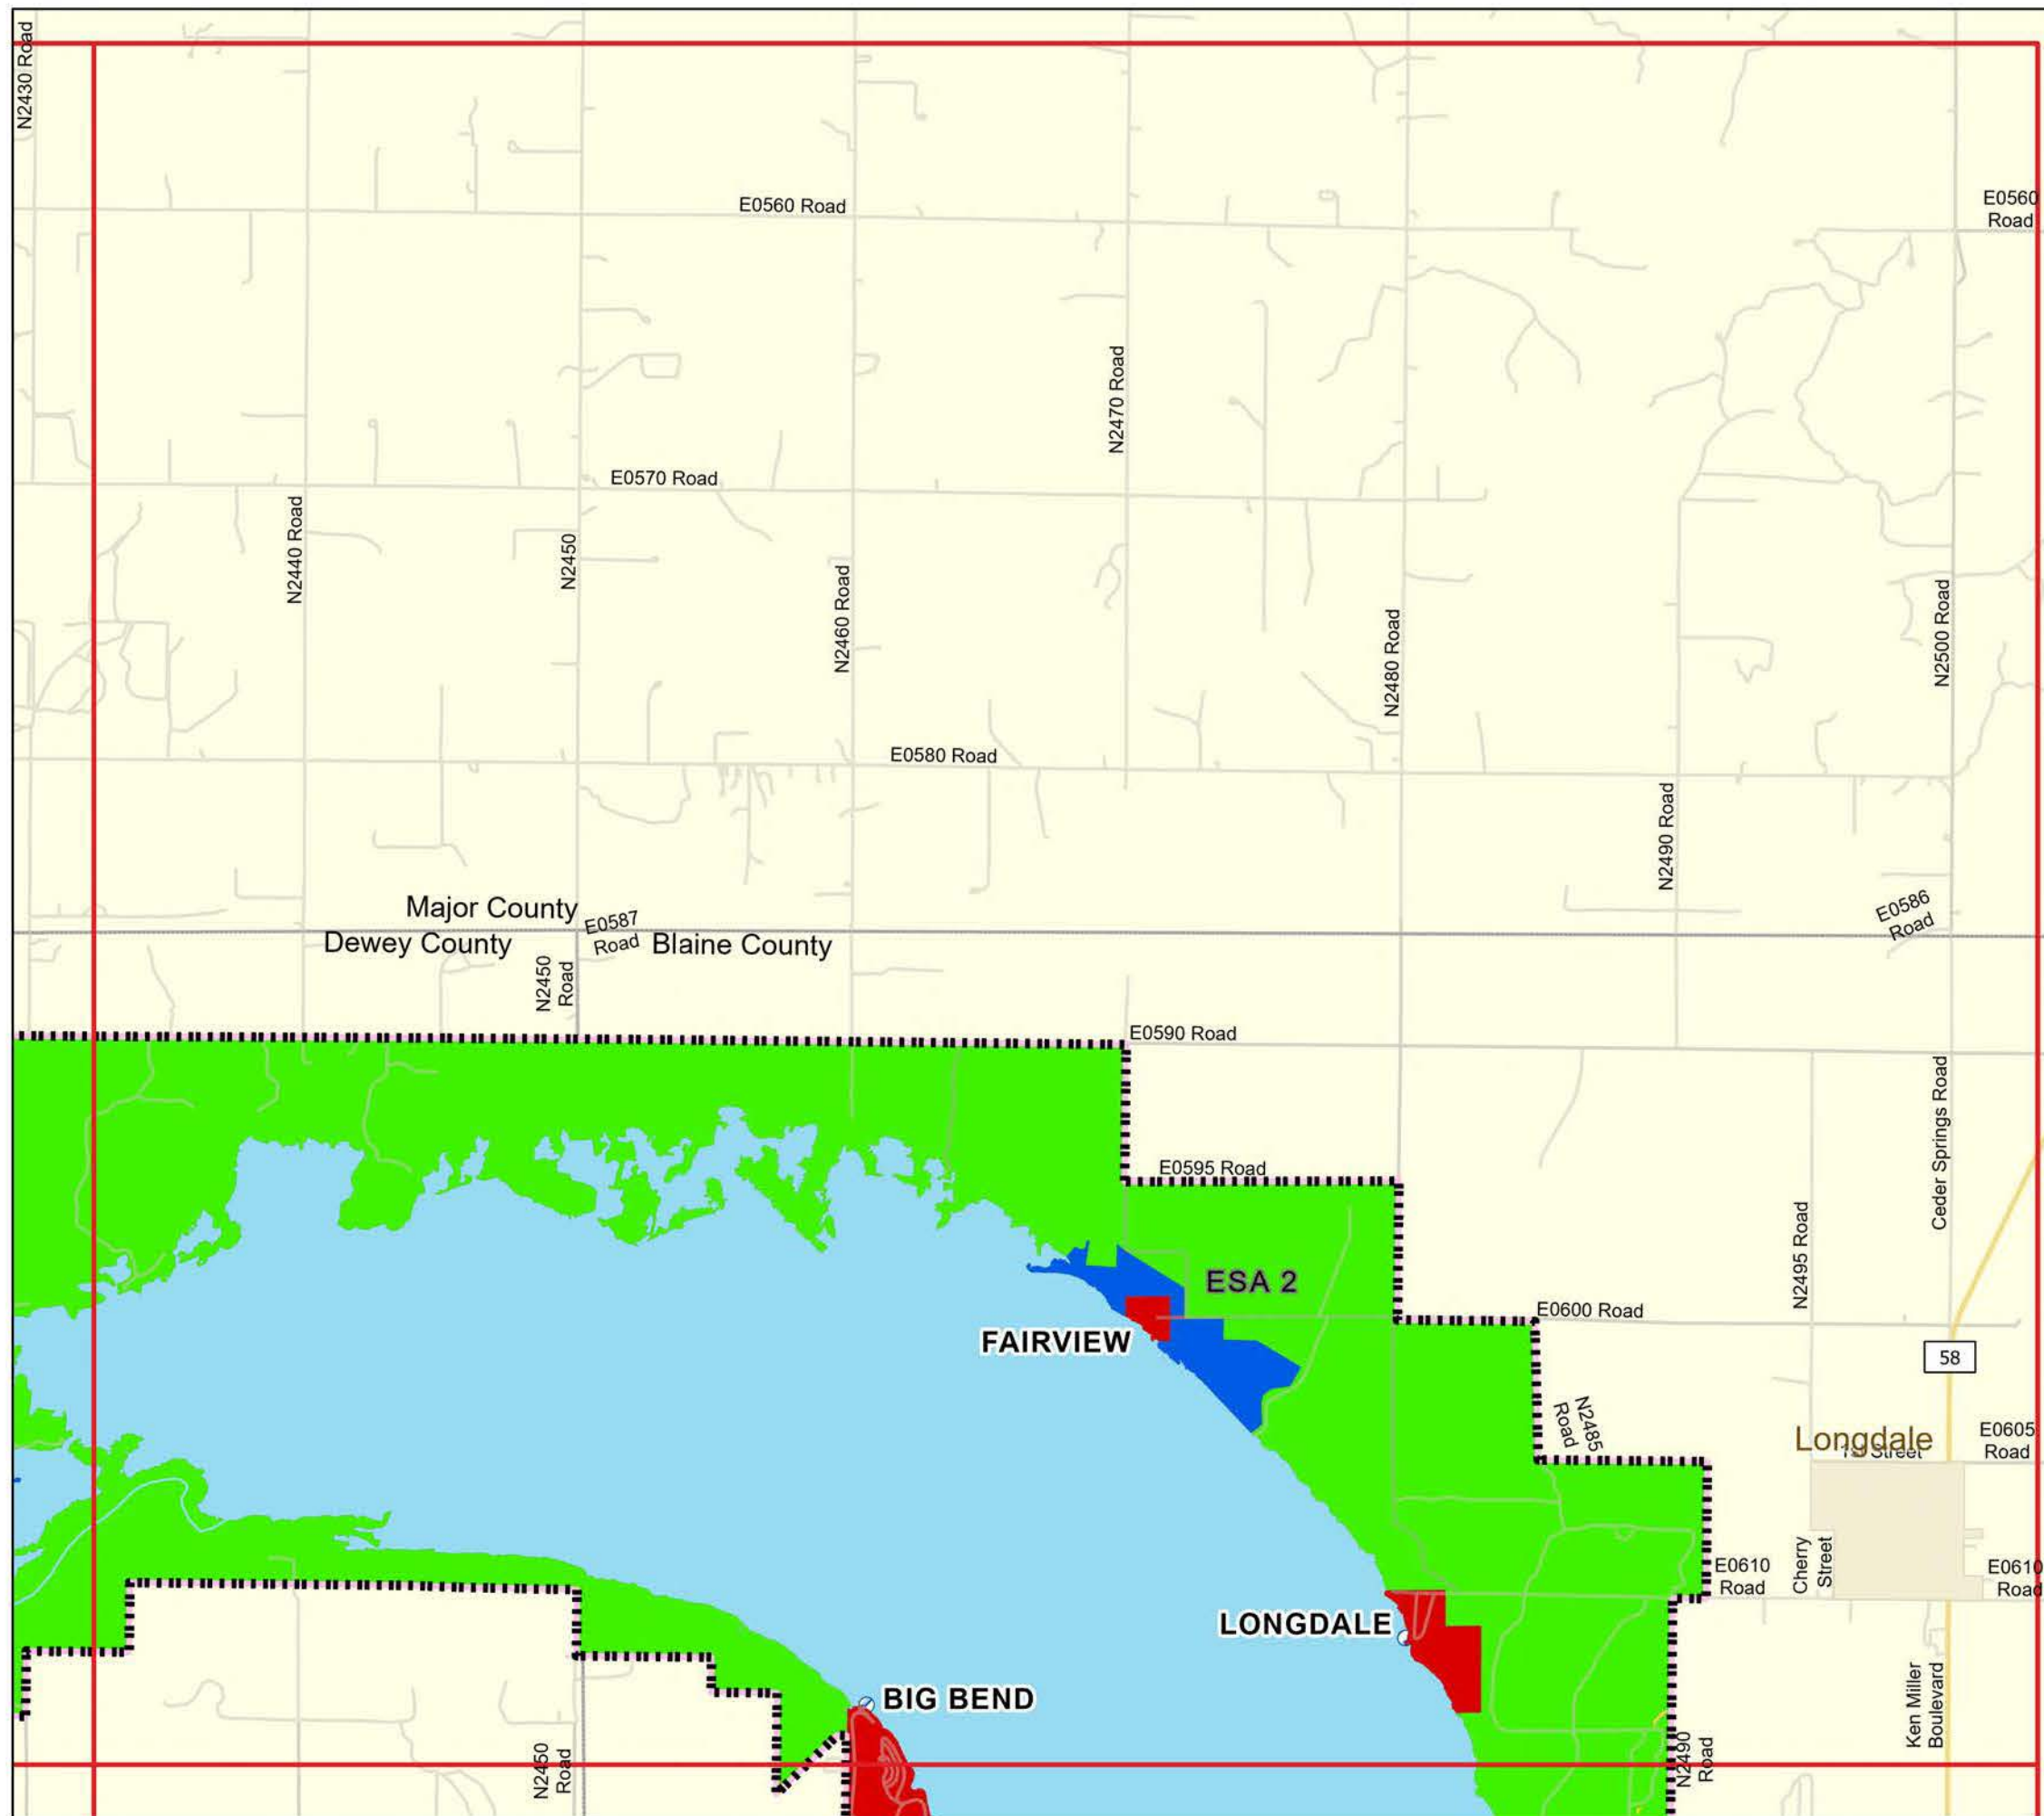 N2430 Road
E0560 Road
E0560
Road
N2470 Road
E0570 Road
N2440 Road
N2450
N2460 Road
N2480 Road
N2500 Road
E0580 Road
N2490 Road
Major County
E0587
Road
E0586
Road
Dewey County
Blaine County
N2450
Road
E0590 Road
Ceder Springs Road
E0595 Road
N2495 Road
ESA 2
E0600 Road
FAIRVIEW
58
N2485
Road
Longdale
1st Street
E0605
Road
E0610
Road
Cherry
Street
E0610
Road
LONGDALE
BIG BEND
Ken Miller
Boulevard
N2450
Road
N2490
Road